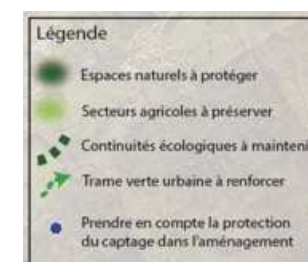 Légende
Espaces naturels à protéger
Secteurs agricoles à préserver
Continuités écologiques à mainteni
Trame verte urbaine à renforcer
Prendre en compte la protection
du captage dans l'aménagement